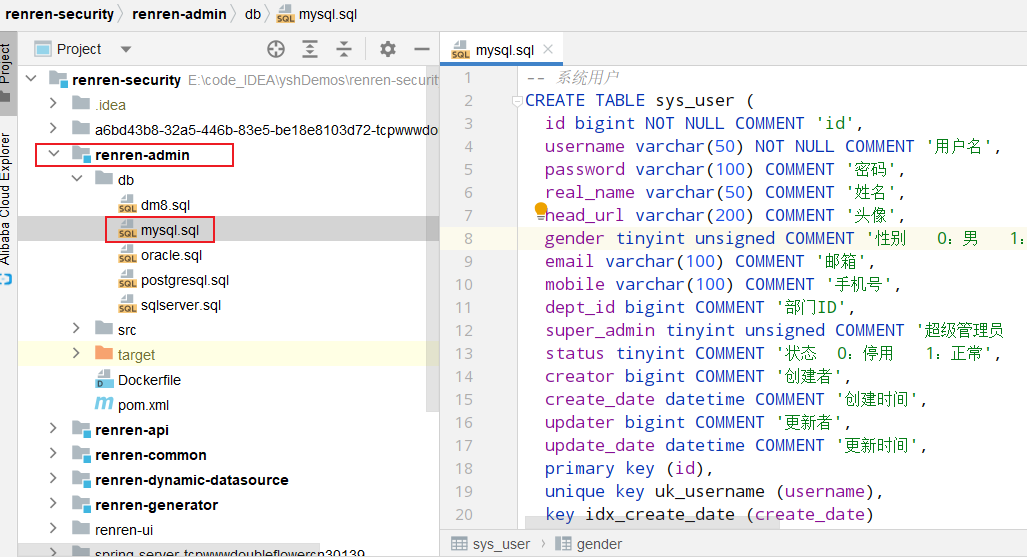 renren-security renren-admin db mysql.sql
Project
Alibaba Cloud Explorer
Project
renren-security E:\code_IDEA\yshDemos\renren-security
.idea
a6bd43b8-32a5-446b-83e5-be18e8103d72-tcpwwwdo
renren-admin
db
dm8.sql
mysql.sql
oracle.sql
postgresql.sql
sqlserver.sql
src
target
Dockerfile
pom.xml
renren-api
renren-common
renren-dynamic-datasource
renren-generator
renren-ui
spring-server-tcpwwwdoubleflowercn30139
mysql.sql
1 -- 系统用户
2 CREATE TABLE sys_user (
3 id bigint NOT NULL COMMENT 'id',
4 username varchar(50) NOT NULL COMMENT '用户名',
5 password varchar(100) COMMENT '密码',
6 real_name varchar(50) COMMENT '姓名',
7 head_url varchar(200) COMMENT '头像',
8 gender tinyint unsigned COMMENT '性别 0：男 1：
9 email varchar(100) COMMENT '邮箱',
10 mobile varchar(100) COMMENT '手机号',
11 dept_id bigint COMMENT '部门ID',
12 super_admin tinyint unsigned COMMENT '超级管理员
13 status tinyint COMMENT '状态 0：停用 1：正常',
14 creator bigint COMMENT '创建者',
15 create_date datetime COMMENT '创建时间',
16 updater bigint COMMENT '更新者',
17 update_date datetime COMMENT '更新时间',
18 primary key (id),
19 unique key uk_username (username),
20 key idx_create_date (create_date)
sys_user gender